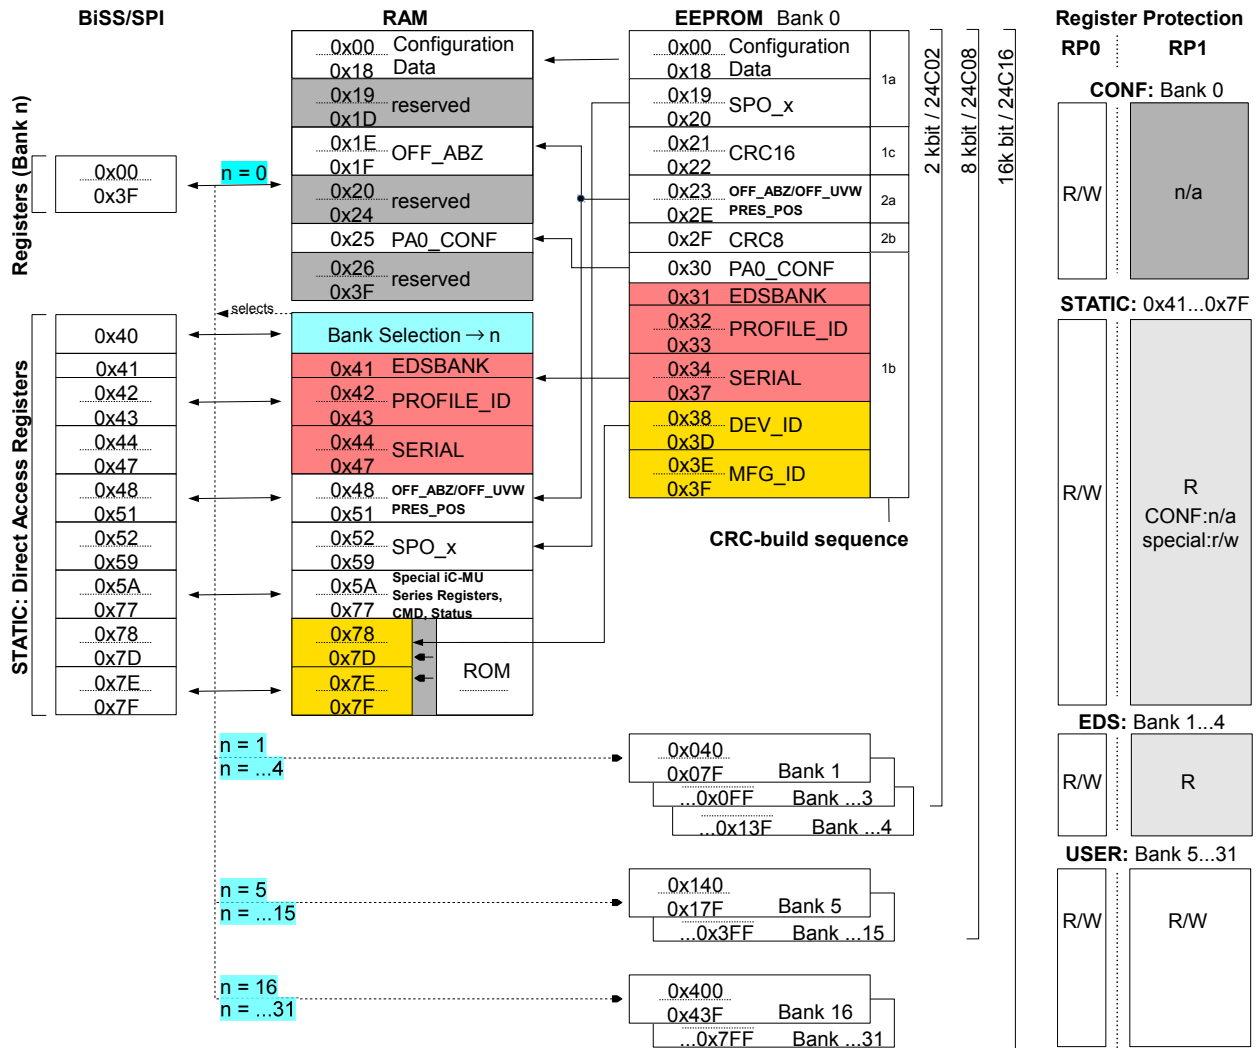 BiSS/SPI
RAM
EEPROM Bank 0
Register Protection
RP0
RP1
Registers (Bank n)
0x00
0x3F
n = 0
0x00 Configuration
0x18 Data
0x19
0x1D
reserved
0x1E
0x1F
OFF_ABZ
0x20
0x24
reserved
0x25 PA0_CONF
0x26
0x3F
reserved
selects
0x00 Configuration
0x18 Data
0x19
0x20
SPO_x
0x21
0x22
CRC16
0x23
0x2E
OFF_ABZ/OFF_UVW
PRES_POS
0x2F CRC8
0x30 PA0_CONF
0x31 EDSBANK
0x32
0x33
PROFILE_ID
0x34
0x37
SERIAL
0x38
0x3D
DEV_ID
0x3E
0x3F
MFG_ID
1a
1c
2a
2b
1b
CRC-build sequence
2 kbit / 24C02
8 kbit / 24C08
16k bit / 24C16
STATIC: Direct Access Registers
0x40
0x41
0x42
0x43
0x44
0x47
0x48
0x51
0x52
0x59
0x5A
0x77
0x78
0x7D
0x7E
0x7F
Bank Selection → n
0x41 EDSBANK
0x42
0x43
PROFILE_ID
0x44
0x47
SERIAL
0x48
0x51
OFF_ABZ/OFF_UVW
PRES_POS
0x52
0x59
SPO_x
0x5A
0x77
Special iC-MU
Series Registers,
CMD, Status
0x78
0x7D
0x7E
0x7F
ROM
n = 1
n = ...4
0x040
0x07F Bank 1
...0x0FF Bank ...3
...0x13F Bank ...4
n = 5
n = ...15
0x140
0x17F Bank 5
...0x3FF Bank ...15
n = 16
n = ...31
0x400
0x43F Bank 16
...0x7FF Bank ...31
CONF: Bank 0
R/W
n/a
STATIC: 0x41...0x7F
R/W
R
CONF:n/a
special:r/w
EDS: Bank 1...4
R/W
R
USER: Bank 5...31
R/W
R/W